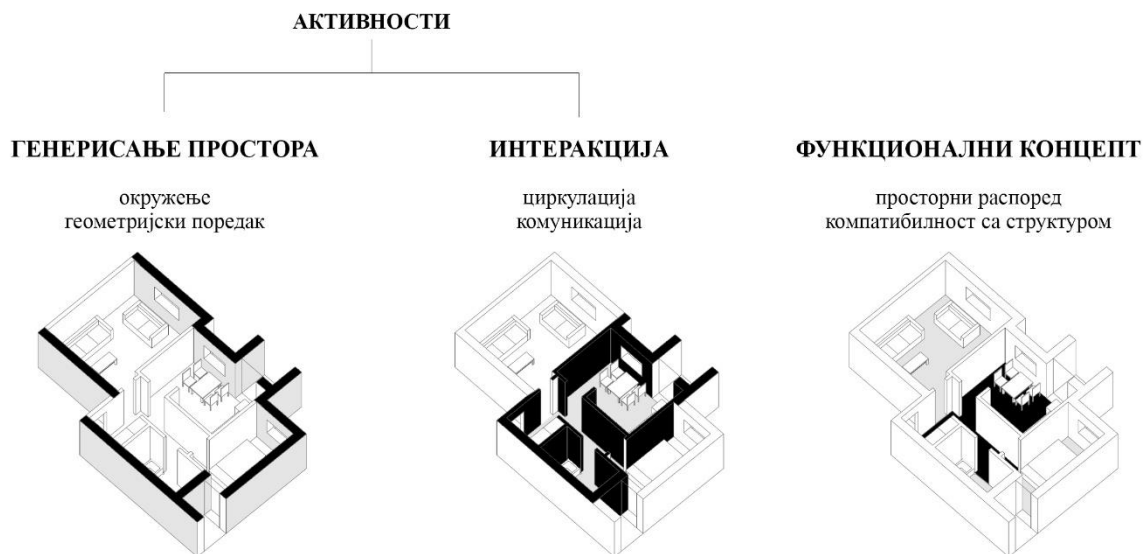 АКТИВНОСТИ
ГЕНЕРИСАЊЕ ПРОСТОРА
окружење
геометријски поредак
ИНТЕРАКЦИЈА
циркулација
комуникација
ФУНКЦИОНАЛНИ КОНЦЕПТ
просторни распоред
компатибилност са структуром